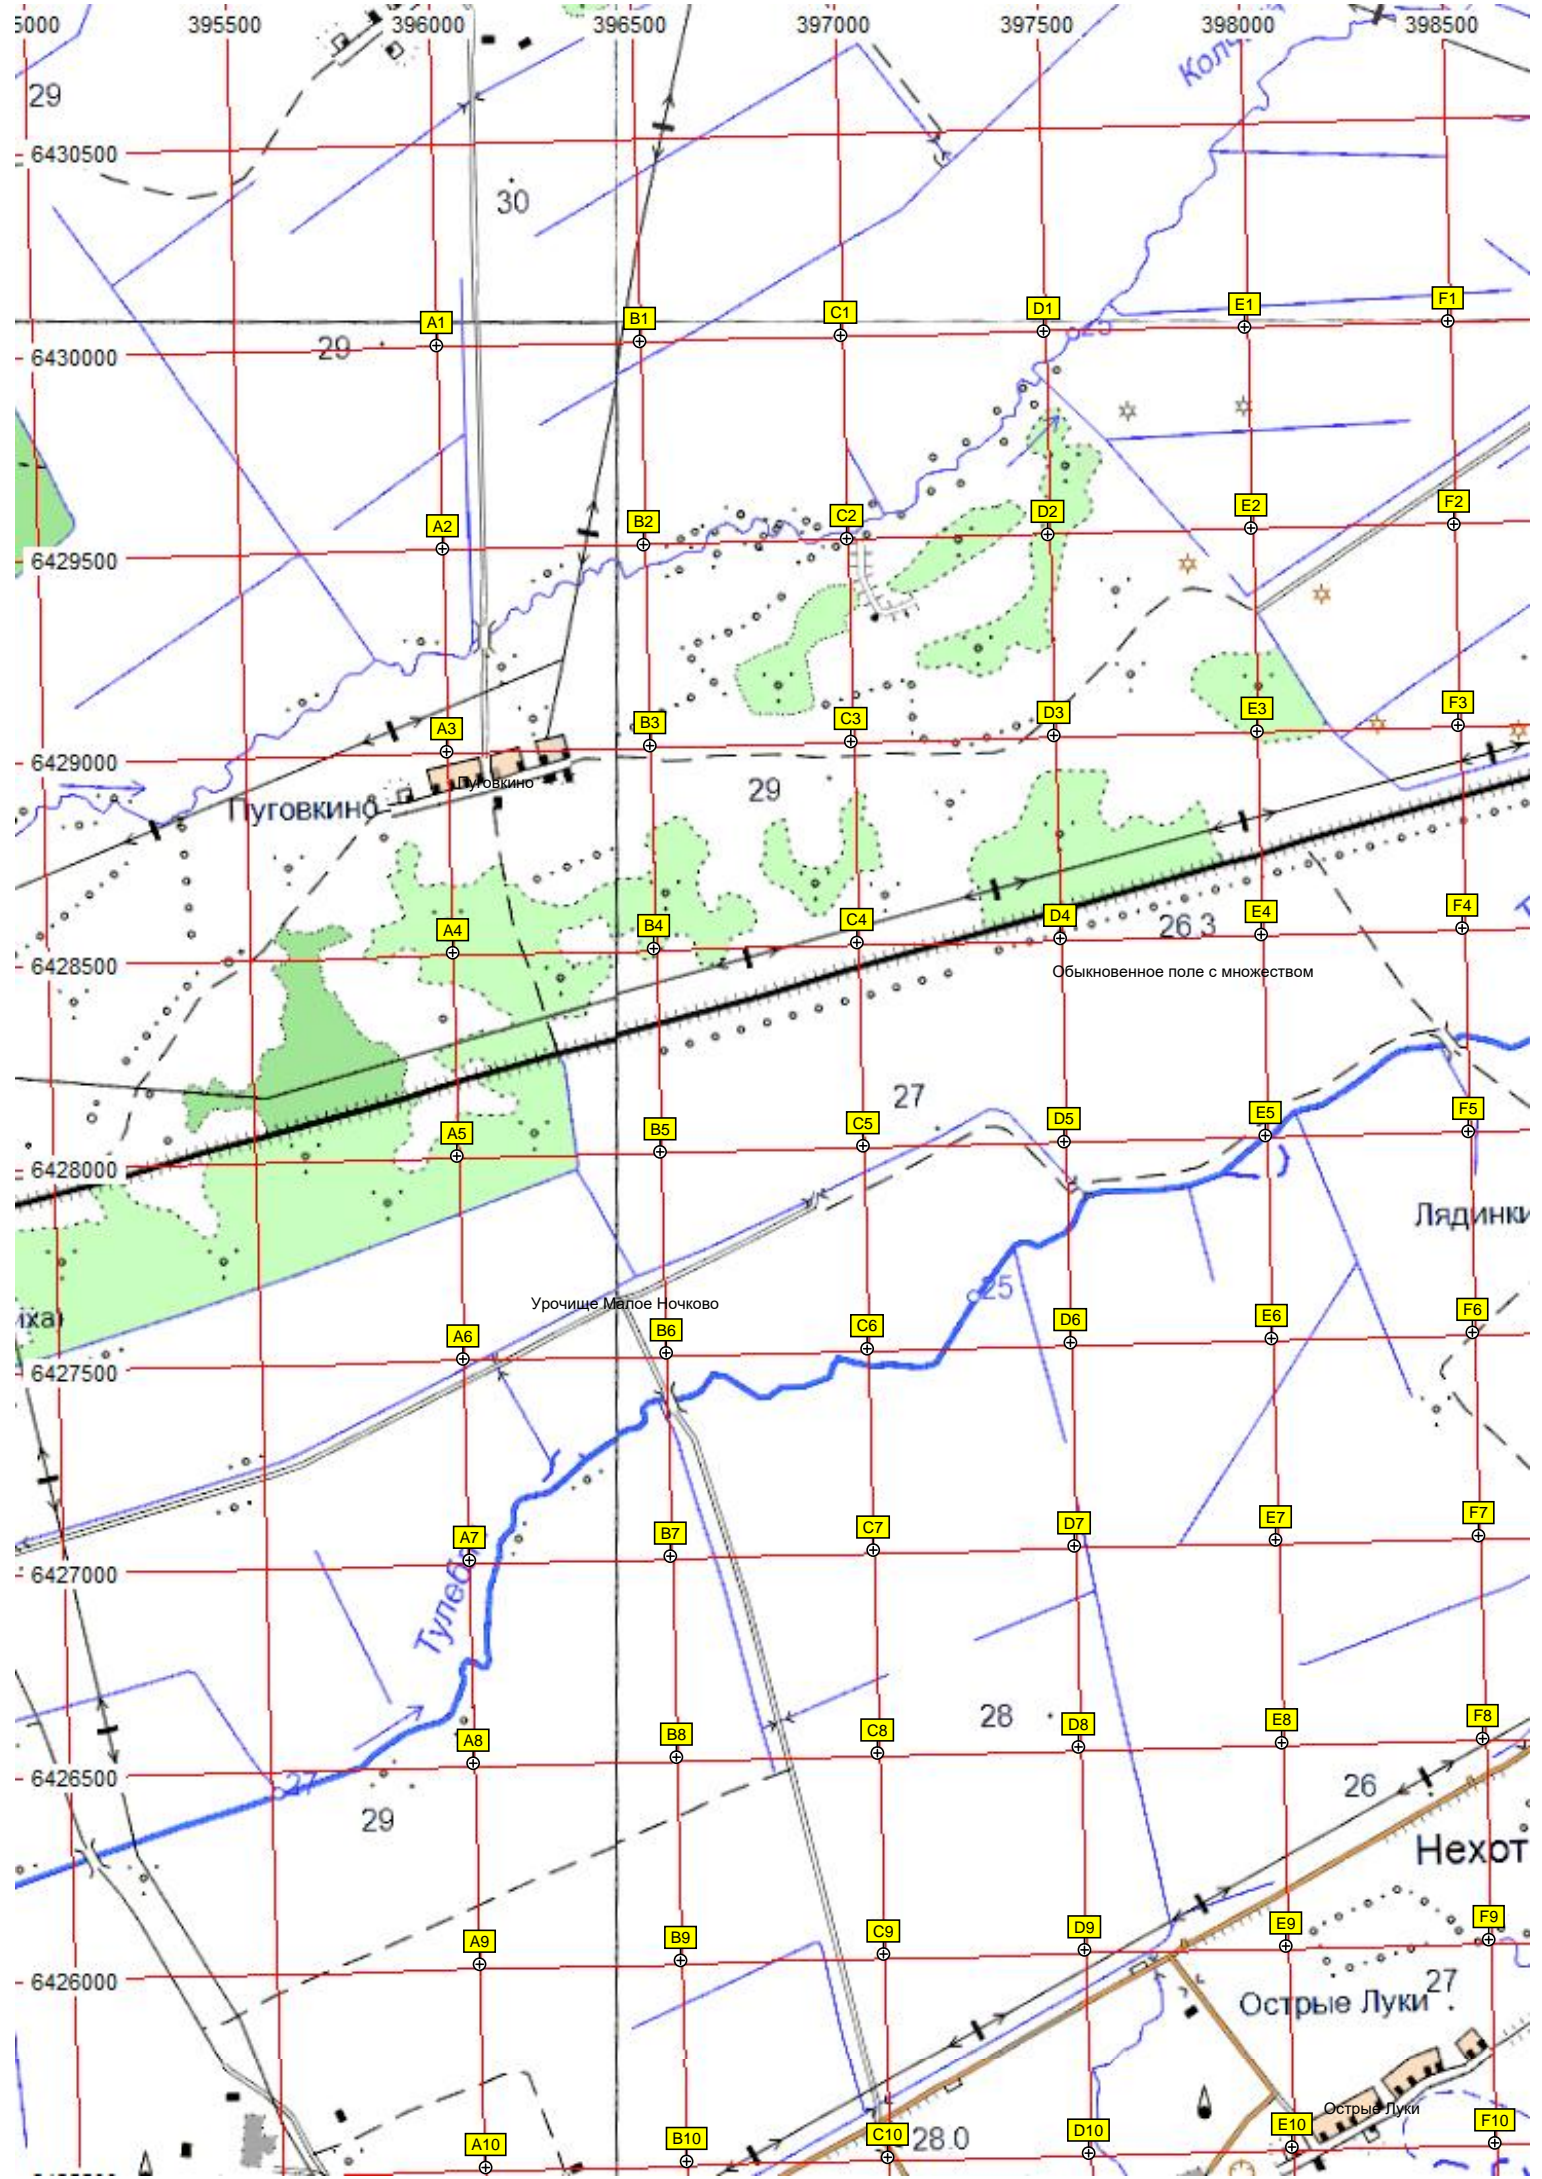 5000 395500 396000 396500 397000 397500 398000 398500
29
6430500
30
A1 B1 C1 D1 E1 F1
25
29
6430000
A2 B2 C2 D2 E2 F2
6429500
A3 B3 C3 D3 E3 F3
6429000
Пуговкино
Пуговкино
29
A4 B4 C4 D4 E4 F4
26.3
6428500
Обыкновенное поле с множеством
27
A5 B5 C5 D5 E5 F5
6428000
Лядинки
25
Урочище Малое Ночково
иха)
A6 B6 C6 D6 E6 F6
6427500
A7 B7 C7 D7 E7 F7
6427000
28
A8 B8 C8 D8 E8 F8
6426500
27
29
26
Нехот
A9 B9 C9 D9 E9 F9
6426000
27
Острые Луки
Острые Луки
A10 B10 C10 D10 E10 F10
28.0